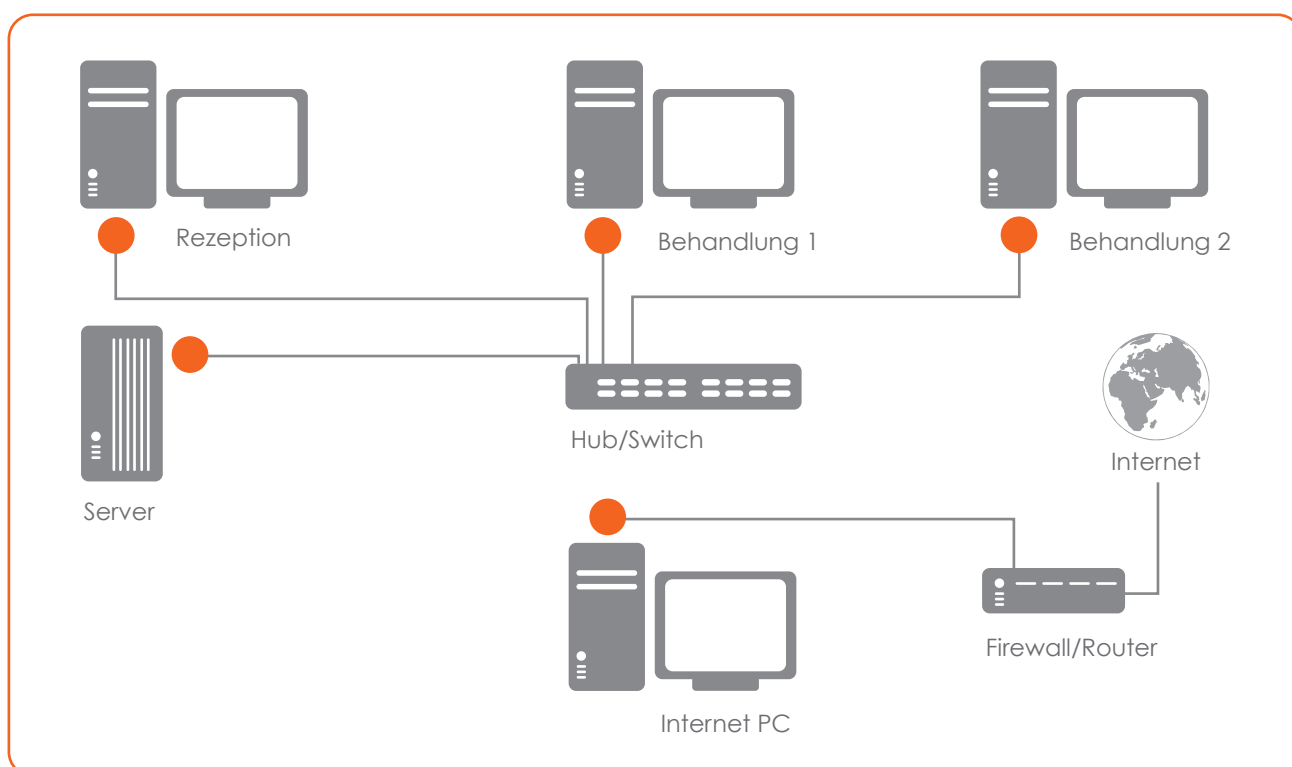 Rezeption
Behandlung 1
Behandlung 2
Hub/Switch
Internet
Server
Firewall/Router
Internet PC